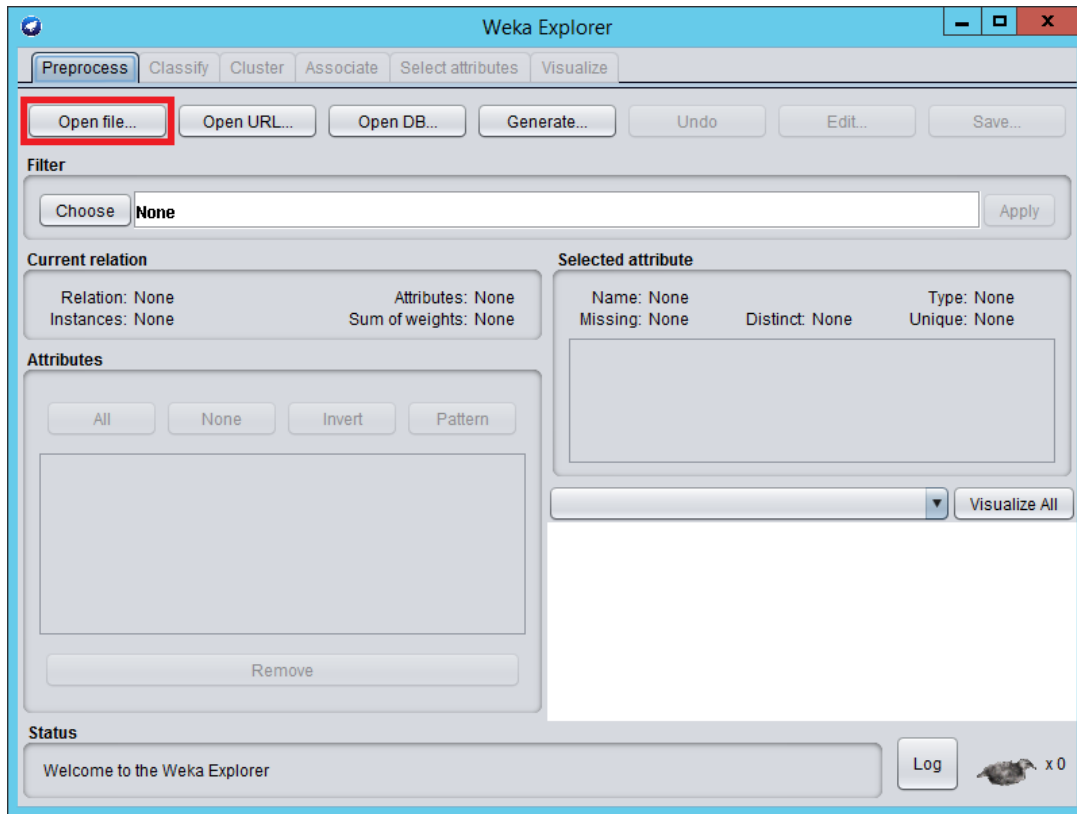 Weka Explorer
Preprocess Classify Cluster Associate Select attributes Visualize
Open file... Open URL... Open DB... Generate... Undo Edit... Save...
Filter
Choose None Apply
Current relation
Relation: None Attributes: None
Instances: None Sum of weights: None
Selected attribute
Name: None Type: None
Missing: None Distinct: None Unique: None
Attributes
All None Invert Pattern
Remove
Visualize All
Status
Welcome to the Weka Explorer
Log x 0